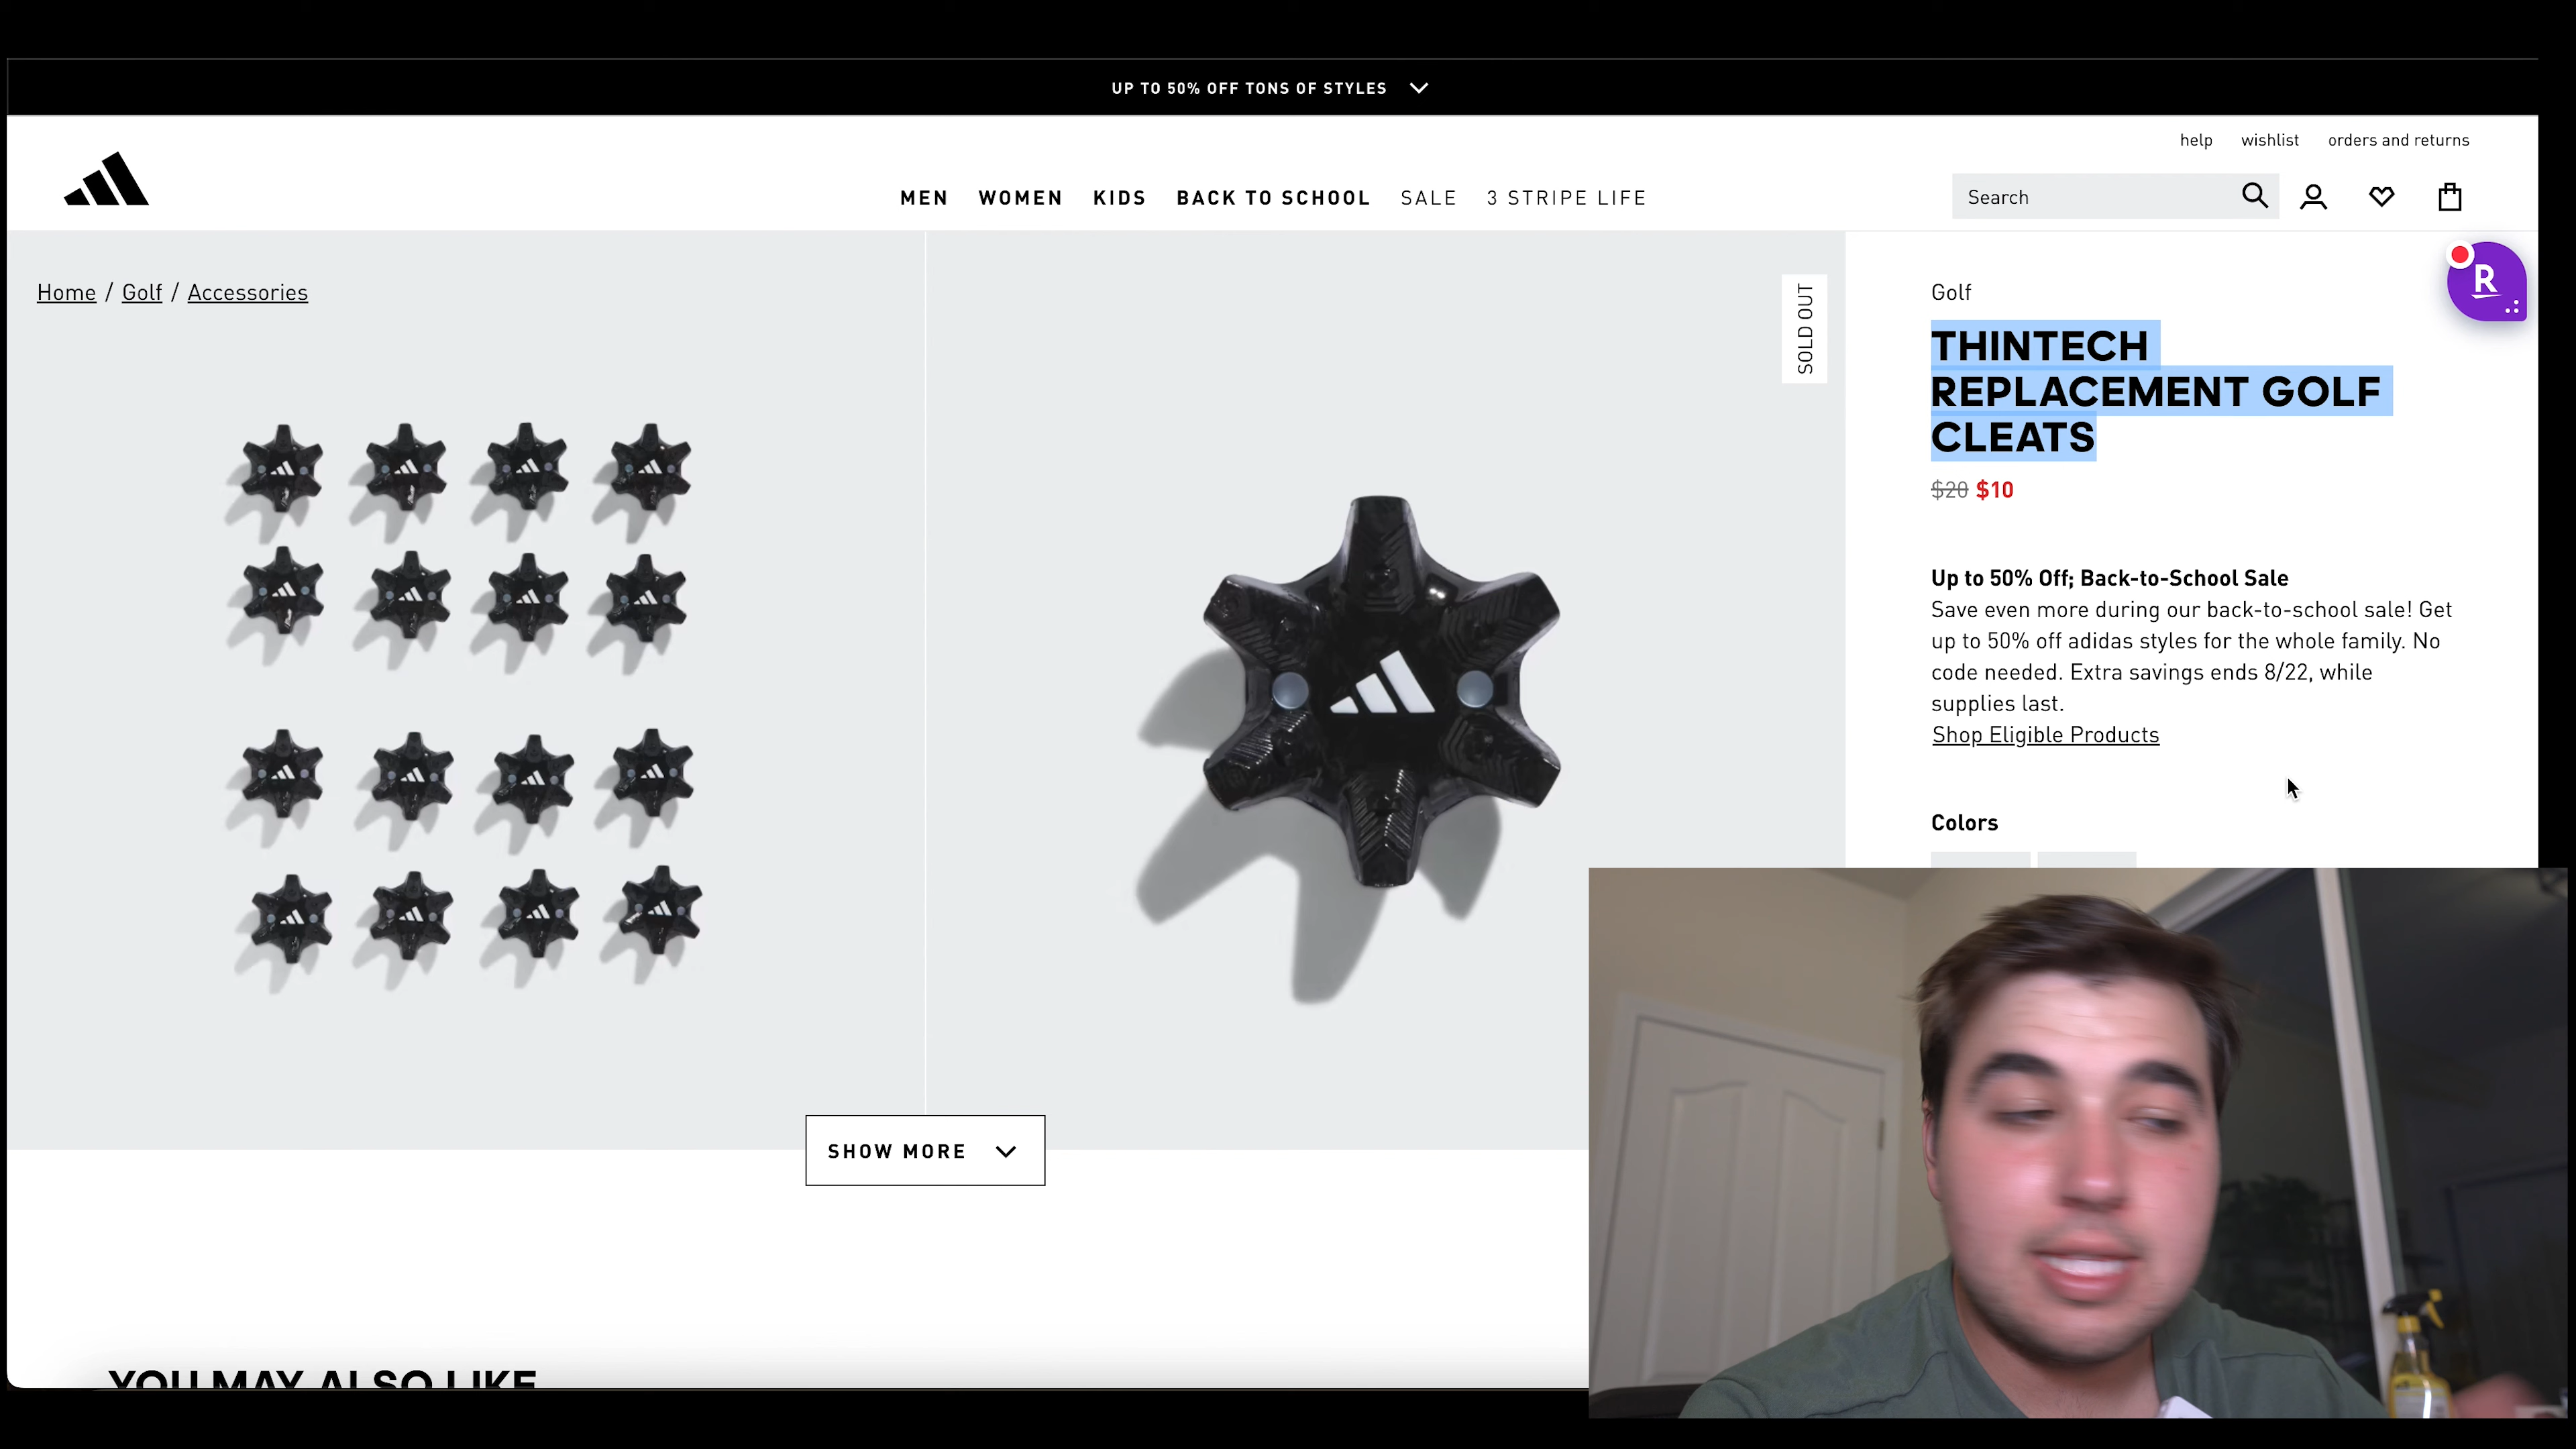 UP TO 50% OFF TONS OF STYLES
help wishlist orders and returns
MEN WOMEN KIDS BACK TO SCHOOL SALE 3 STRIPE LIFE
Search
Home / Golf / Accessories
SOLD OUT
R
Golf
THINTECH
REPLACEMENT GOLF
CLEATS
$20 $10
Up to 50% Off; Back-to-School Sale
Save even more during our back-to-school sale! Get
up to 50% off adidas styles for the whole family. No
code needed. Extra savings ends 8/22, while
supplies last.
Shop Eligible Products
Colors
SHOW MORE
YOU MAY ALSO LIKE